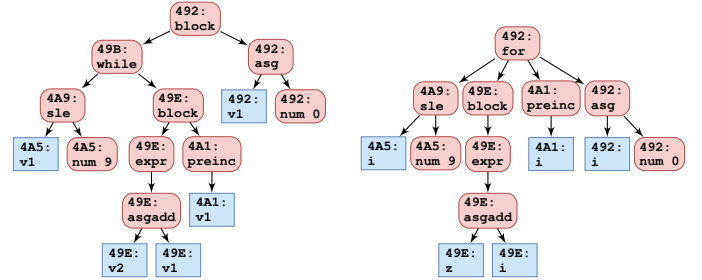 492:
block
49B:
while
492:
asg
4A9:
sle
49E:
block
492:
v1
492:
num 0
4A5:
v1
4A5:
num 9
49E:
expr
4A1:
preinc
49E:
asgadd
4A1:
v1
49E:
v2
49E:
v1
492:
for
4A9:
sle
49E:
block
4A1:
preinc
492:
asg
4A5:
i
4A5:
num 9
49E:
expr
4A1:
i
492:
i
492:
num 0
49E:
asgadd
49E:
z
49E:
i